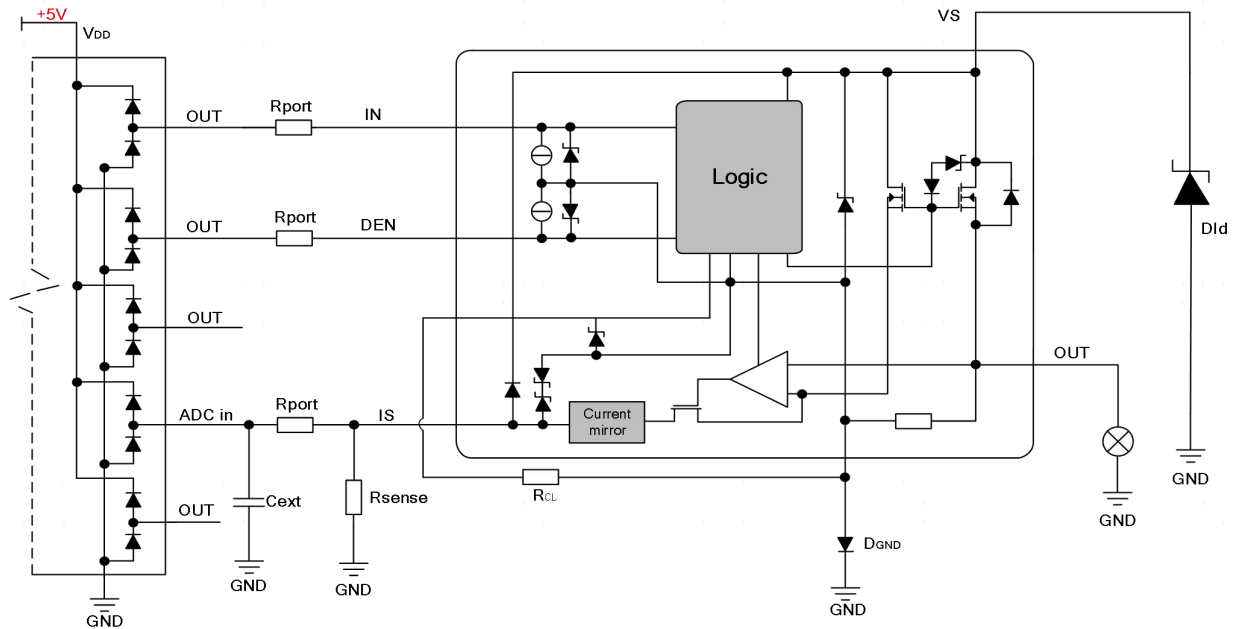 +5V
VDD
VS
OUT
Rport
IN
Logic
OUT
Rport
DEN
Dld
OUT
OUT
ADC in
Rport
IS
Current
mirror
RCL
OUT
Cext
Rsense
DGND
GND
GND
GND
GND
GND
GND